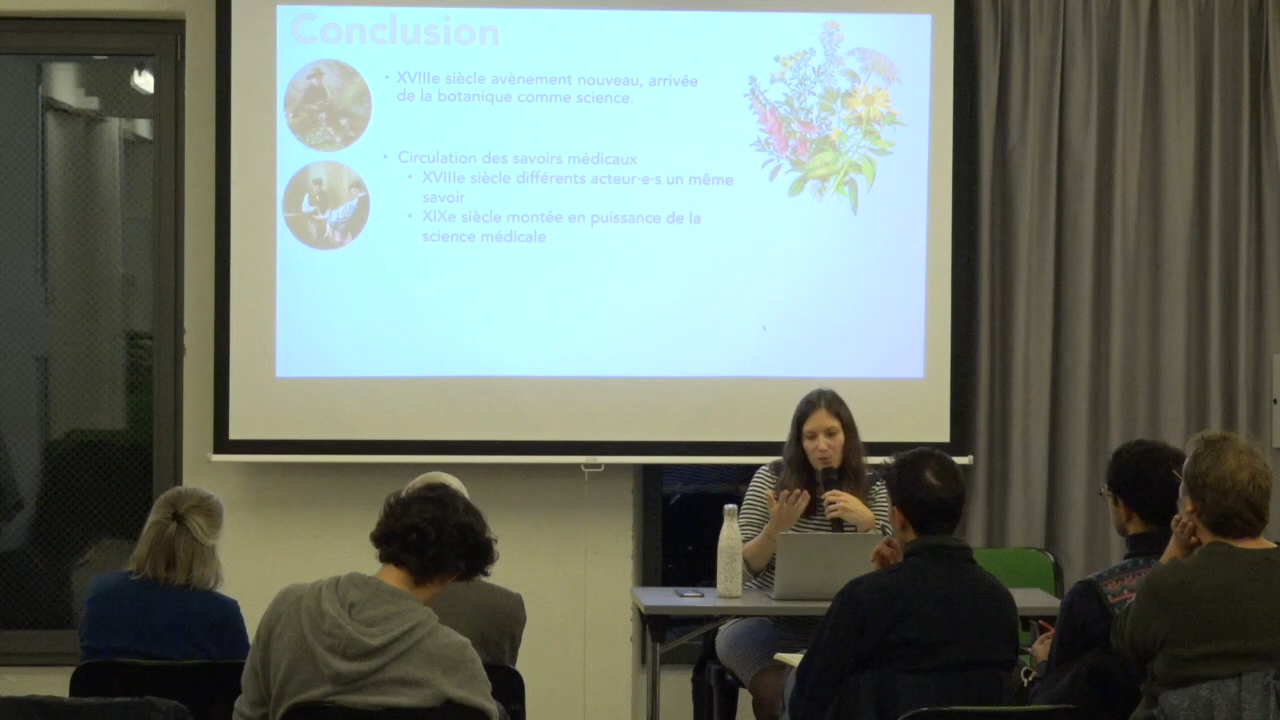 Conclusion
• XVIIIe siècle avènement nouveau, arrivée
de la botanique comme science.
• Circulation des savoirs médicaux
• XVIIIe siècle différents acteur·e·s un même
savoir
• XIXe siècle montée en puissance de la
science médicale